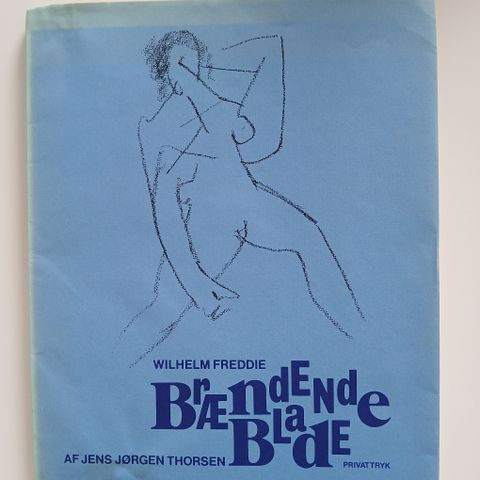 WILHELM FREDDIE
BrÆndENde
BLadE
AF JENS JØRGEN THORSEN
PRIVATTRYK